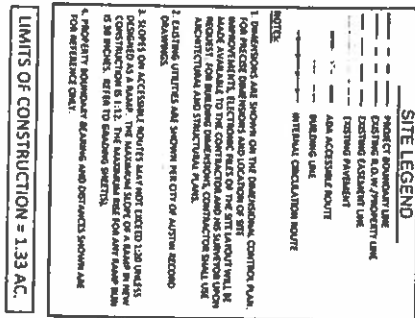 SITE LEGEND
PROJECT BOUNDARY LINE
EXISTING R.O.W./PROPERTY LINE
EXISTING EASEMENT LINE
EXISTING PAVEMENT
ADA ACCESSIBLE ROUTE
BUILDING LINE
INTERNAL CIRCULATION ROUTE
NOTES:
1. DIMENSIONS ARE SHOWN ON THE DIMENSIONAL CONTROL PLAN.
FOR PRECISE DIMENSIONS AND LOCATION OF SITE
IMPROVEMENTS, ELECTRONIC FILES OF THE SITE LAYOUT WILL BE
MADE AVAILABLE TO THE CONTRACTOR AND HIS SURVEYOR UPON
REQUEST. FOR BUILDING DIMENSIONS, CONTRACTOR SHALL USE
ARCHITECTURAL AND STRUCTURAL PLANS.
2. EXISTING UTILITIES ARE SHOWN PER CITY OF AUSTIN RECORD
DRAWINGS.
3. SLOPES ON ACCESSIBLE ROUTES MAY NOT EXCEED 1:20 UNLESS
DESIGNED AS A RAMP. THE MAXIMUM SLOPE OF A RAMP IN NEW
CONSTRUCTION IS 1:12. THE MAXIMUM RISE FOR ANY RAMP RUN
IS 30 INCHES. REFER TO GRADING SHEETS.
4. PROPERTY BOUNDARY BEARING AND DISTANCES SHOWN ARE
FOR REFERENCE ONLY.
LIMITS OF CONSTRUCTION = 1.33 AC.